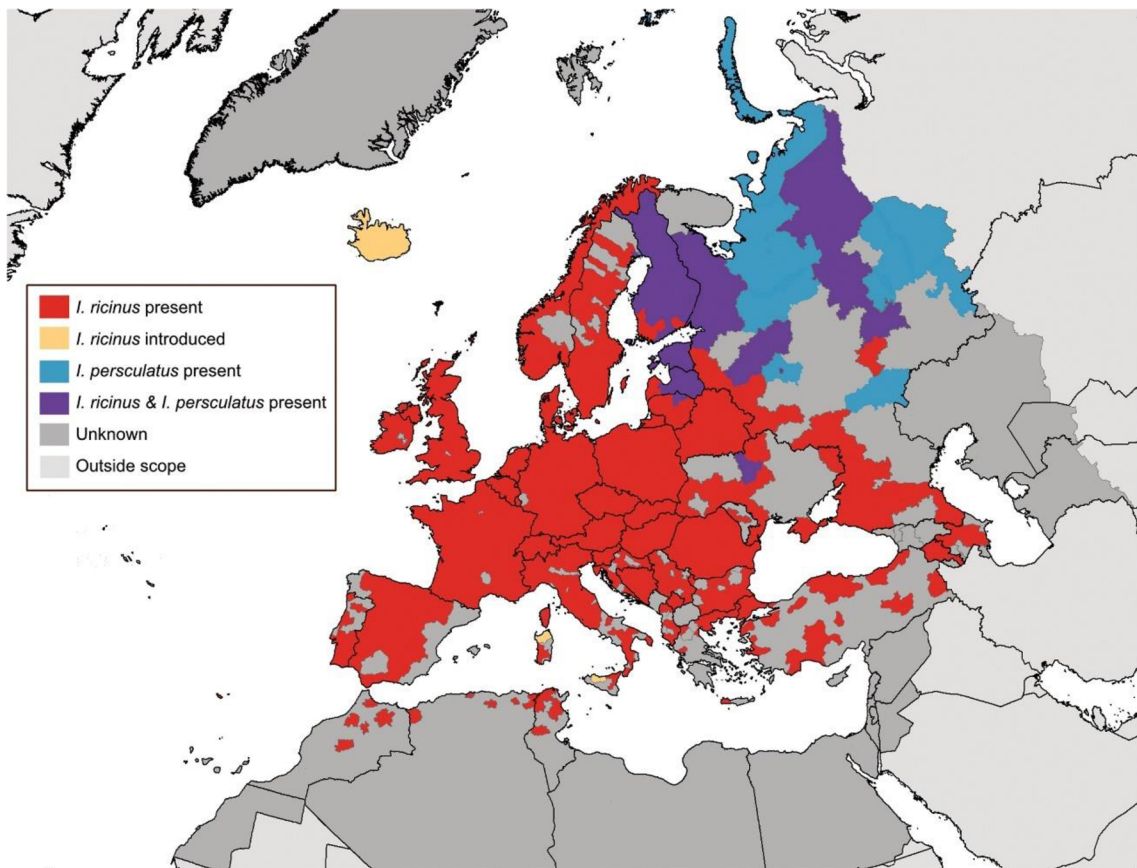 I. ricinus present
I. ricinus introduced
I. persculatus present
I. ricinus & I. persculatus present
Unknown
Outside scope